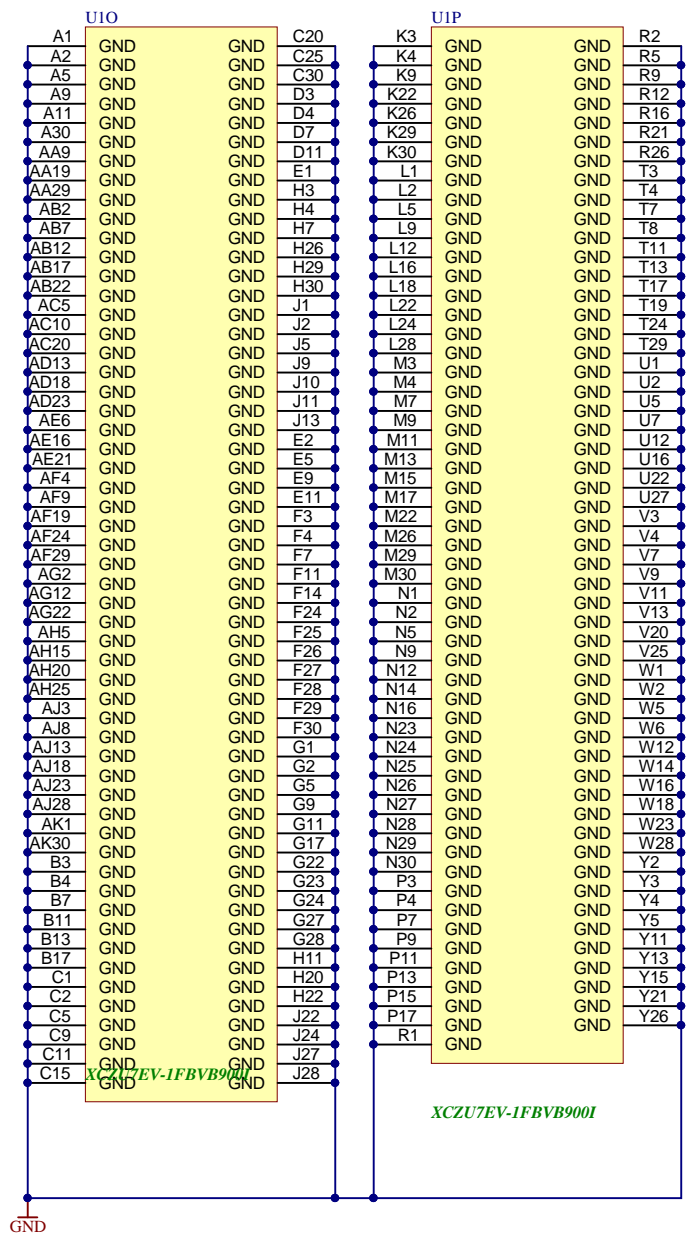 U1O
A1 GND GND C20
A2 GND GND C25
A5 GND GND C30
A9 GND GND D3
A11 GND GND D4
A30 GND GND D7
AA9 GND GND D11
AA19 GND GND E1
AA29 GND GND H3
AB2 GND GND H4
AB7 GND GND H7
AB12 GND GND H26
AB17 GND GND H29
AB22 GND GND H30
AC5 GND GND J1
AC10 GND GND J2
AC20 GND GND J5
AD13 GND GND J9
AD18 GND GND J10
AD23 GND GND J11
AE6 GND GND J13
AE16 GND GND E2
AE21 GND GND E5
AF4 GND GND E9
AF9 GND GND E11
AF19 GND GND F3
AF24 GND GND F4
AF29 GND GND F7
AG2 GND GND F11
AG12 GND GND F14
AG22 GND GND F24
AH5 GND GND F25
AH15 GND GND F26
AH20 GND GND F27
AH25 GND GND F28
AJ3 GND GND F29
AJ8 GND GND F30
AJ13 GND GND G1
AJ18 GND GND G2
AJ23 GND GND G5
AJ28 GND GND G9
AK1 GND GND G11
AK30 GND GND G17
B3 GND GND G22
B4 GND GND G23
B7 GND GND G24
B11 GND GND G27
B13 GND GND G28
B17 GND GND H11
C1 GND GND H20
C2 GND GND H22
C5 GND GND J22
C9 GND GND J24
C11 GND GND J27
C15 GND GND J28
XCZU7EV-1FBVB900I
U1P
K3 GND GND R2
K4 GND GND R5
K9 GND GND R9
K22 GND GND R12
K26 GND GND R16
K29 GND GND R21
K30 GND GND R26
L1 GND GND T3
L2 GND GND T4
L5 GND GND T7
L9 GND GND T8
L12 GND GND T11
L16 GND GND T13
L18 GND GND T17
L22 GND GND T19
L24 GND GND T24
L28 GND GND T29
M3 GND GND U1
M4 GND GND U2
M7 GND GND U5
M9 GND GND U7
M11 GND GND U12
M13 GND GND U16
M15 GND GND U22
M17 GND GND U27
M22 GND GND V3
M26 GND GND V4
M29 GND GND V7
M30 GND GND V9
N1 GND GND V11
N2 GND GND V13
N5 GND GND V20
N9 GND GND V25
N12 GND GND W1
N14 GND GND W2
N16 GND GND W5
N23 GND GND W6
N24 GND GND W12
N25 GND GND W14
N26 GND GND W16
N27 GND GND W18
N28 GND GND W23
N29 GND GND W28
N30 GND GND Y2
P3 GND GND Y3
P4 GND GND Y4
P7 GND GND Y5
P9 GND GND Y11
P11 GND GND Y13
P13 GND GND Y15
P15 GND GND Y21
P17 GND GND Y26
R1 GND
XCZU7EV-1FBVB900I
GND